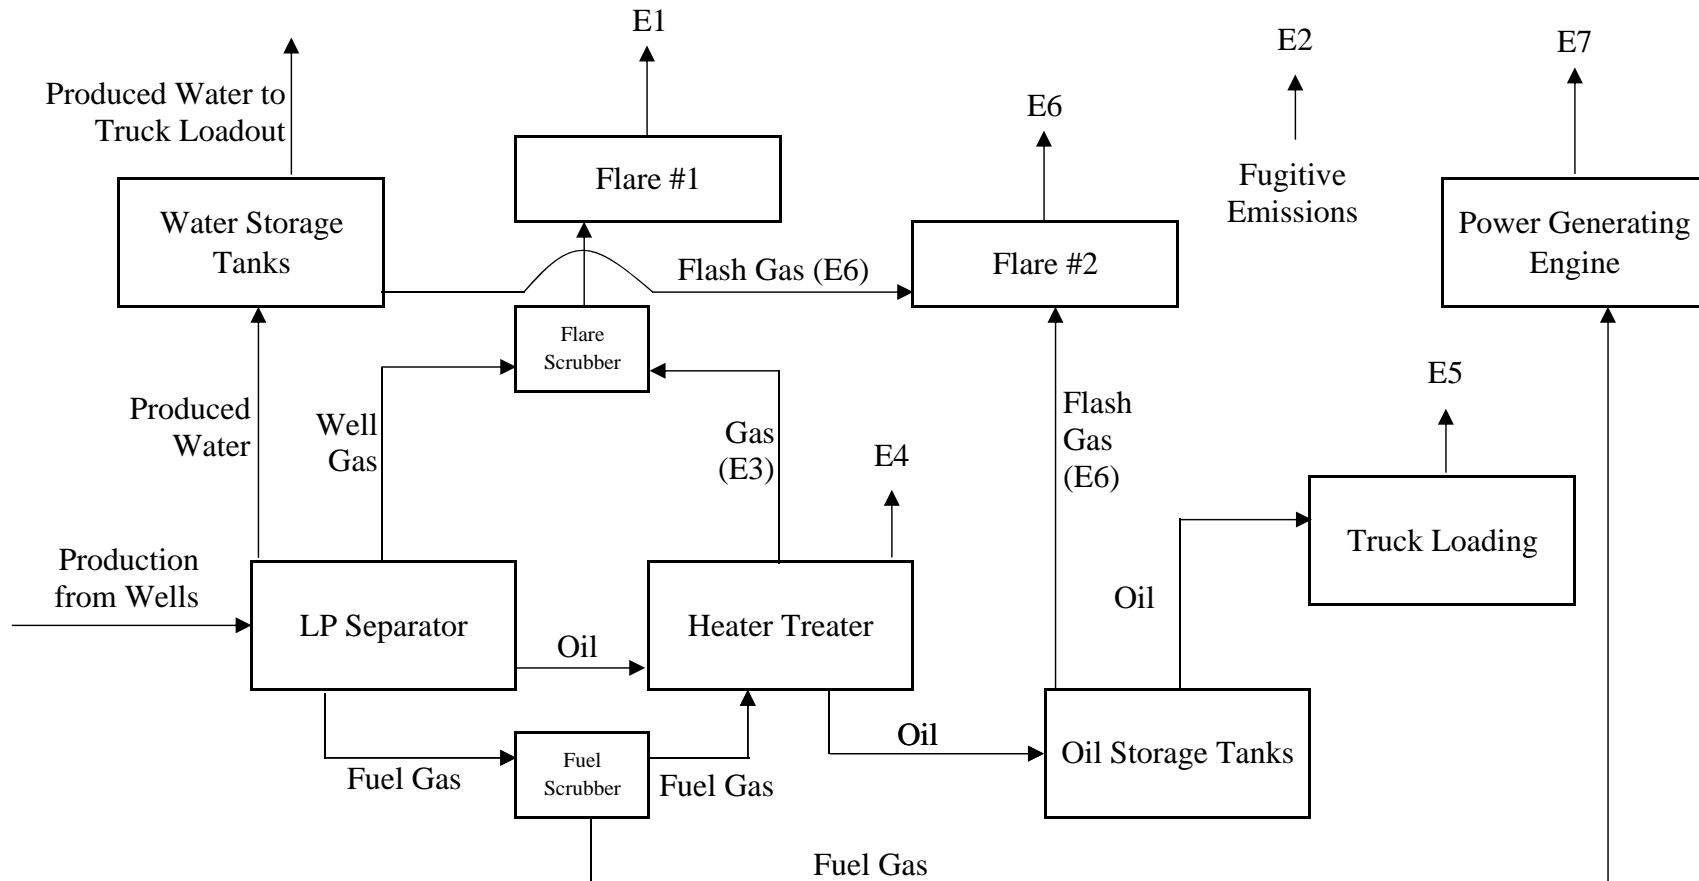 E1
E2
E7
Produced Water to
Truck Loadout
E6
Flare #1
Fugitive
Emissions
Water Storage
Tanks
Flash Gas (E6)
Flare #2
Power Generating
Engine
Flare
Scrubber
Produced
Water
Well
Gas
Gas
(E3)
E4
Flash
Gas
(E6)
E5
Production
from Wells
LP Separator
Oil
Heater Treater
Oil
Truck Loading
Fuel Gas
Fuel
Scrubber
Fuel Gas
Oil
Oil Storage Tanks
Fuel Gas